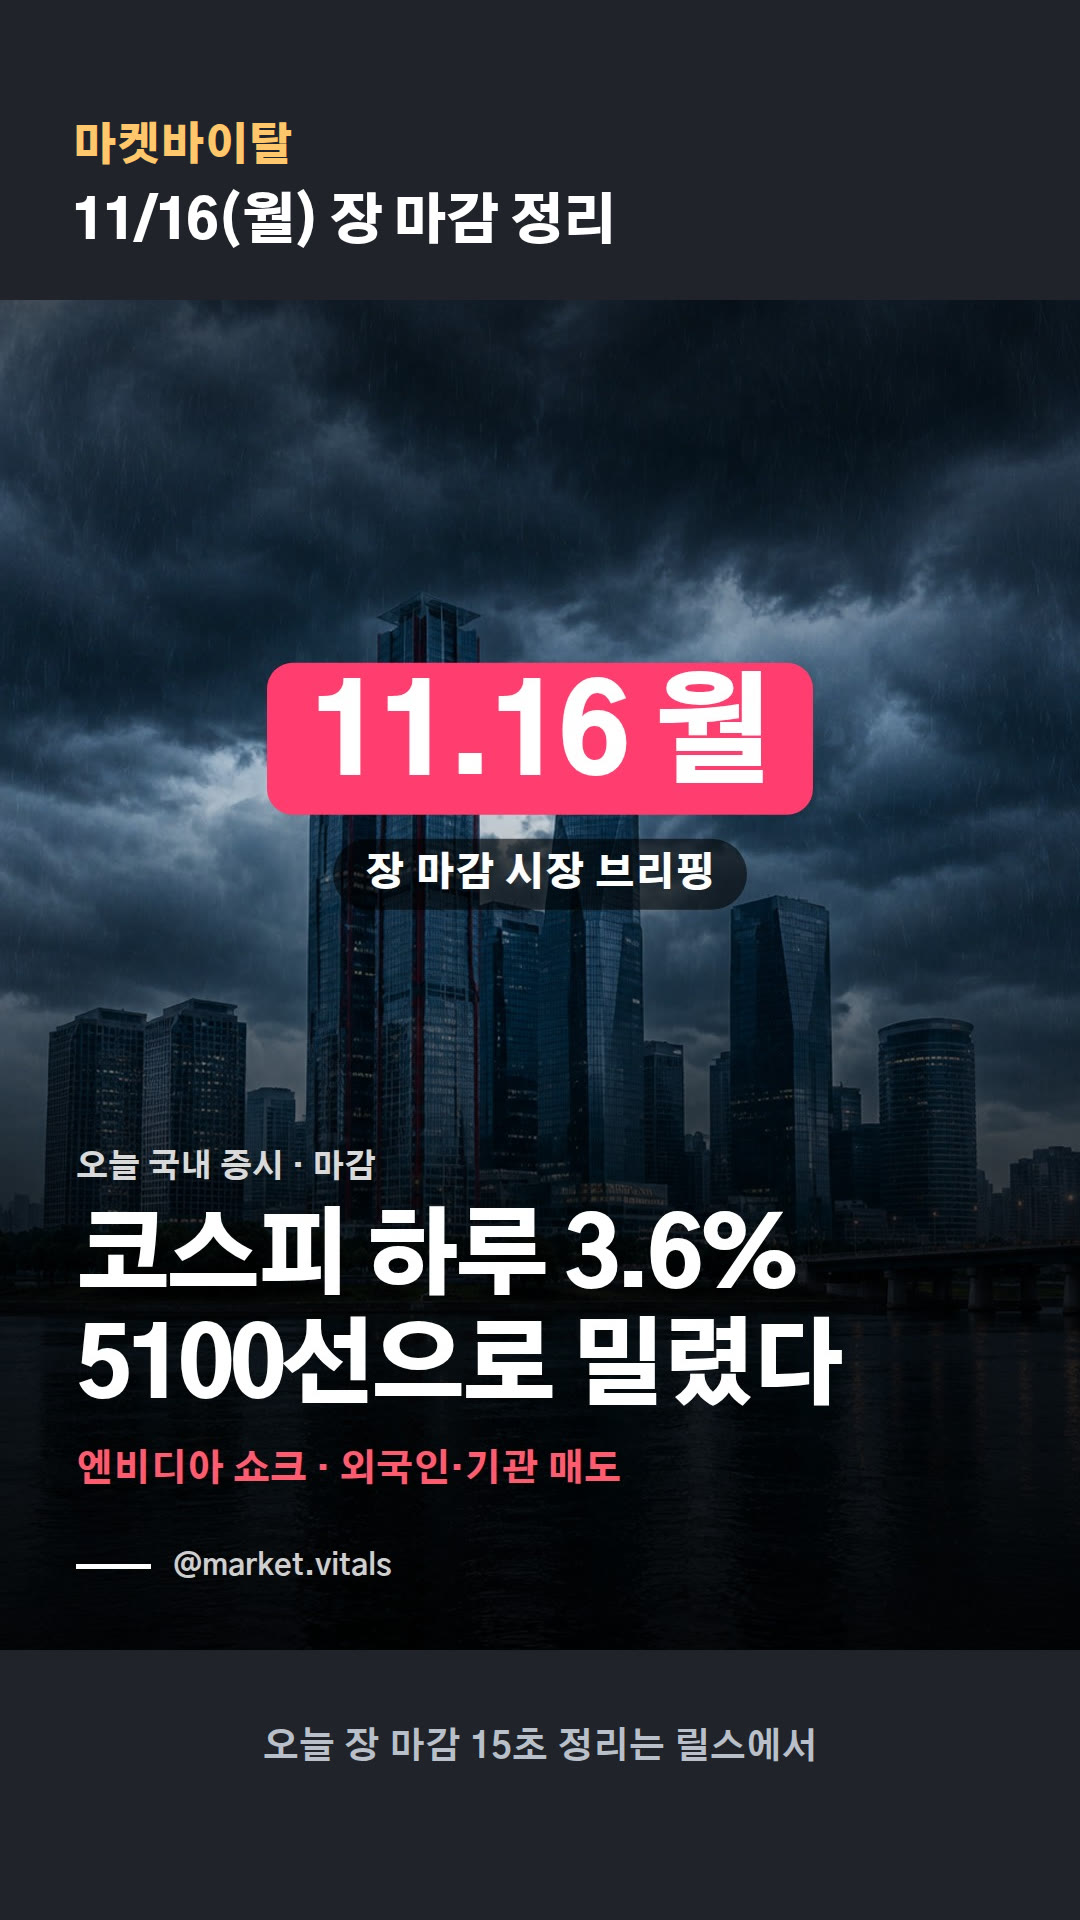 마켓바이탈
11/16(월) 장 마감 정리
11.16 월
장 마감 시장 브리핑
오늘 국내 증시 · 마감
코스피 하루 3.6%
5100선으로 밀렸다
엔비디아 쇼크 · 외국인·기관 매도
@market.vitals
오늘 장 마감 15초 정리는 릴스에서